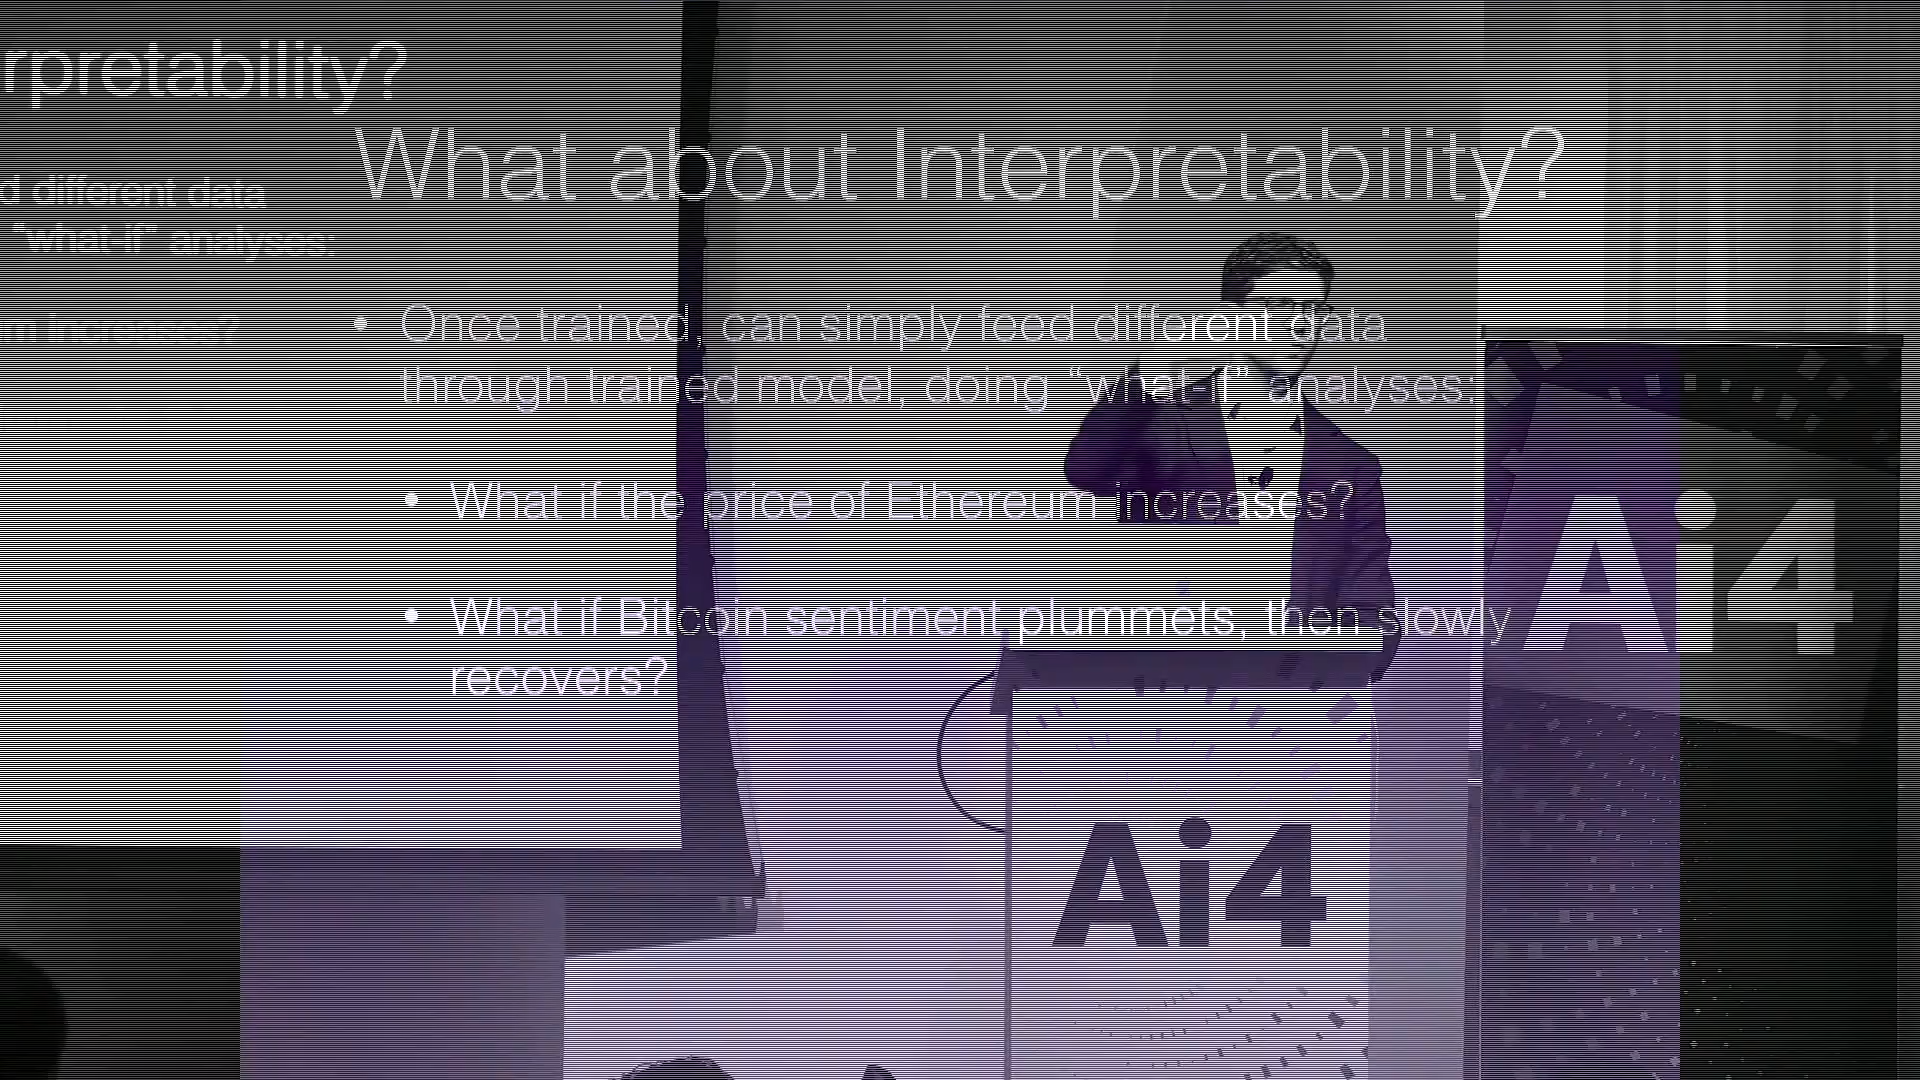 rpretability?
d different data
"what-if" analyses:
m increases?
What about Interpretability?
• Once trained, can simply feed different data
through trained model, doing “what-if” analyses:
• What if the price of Ethereum increases?
• What if Bitcoin sentiment plummets, then slowly
recovers?
Ai4
Ai4